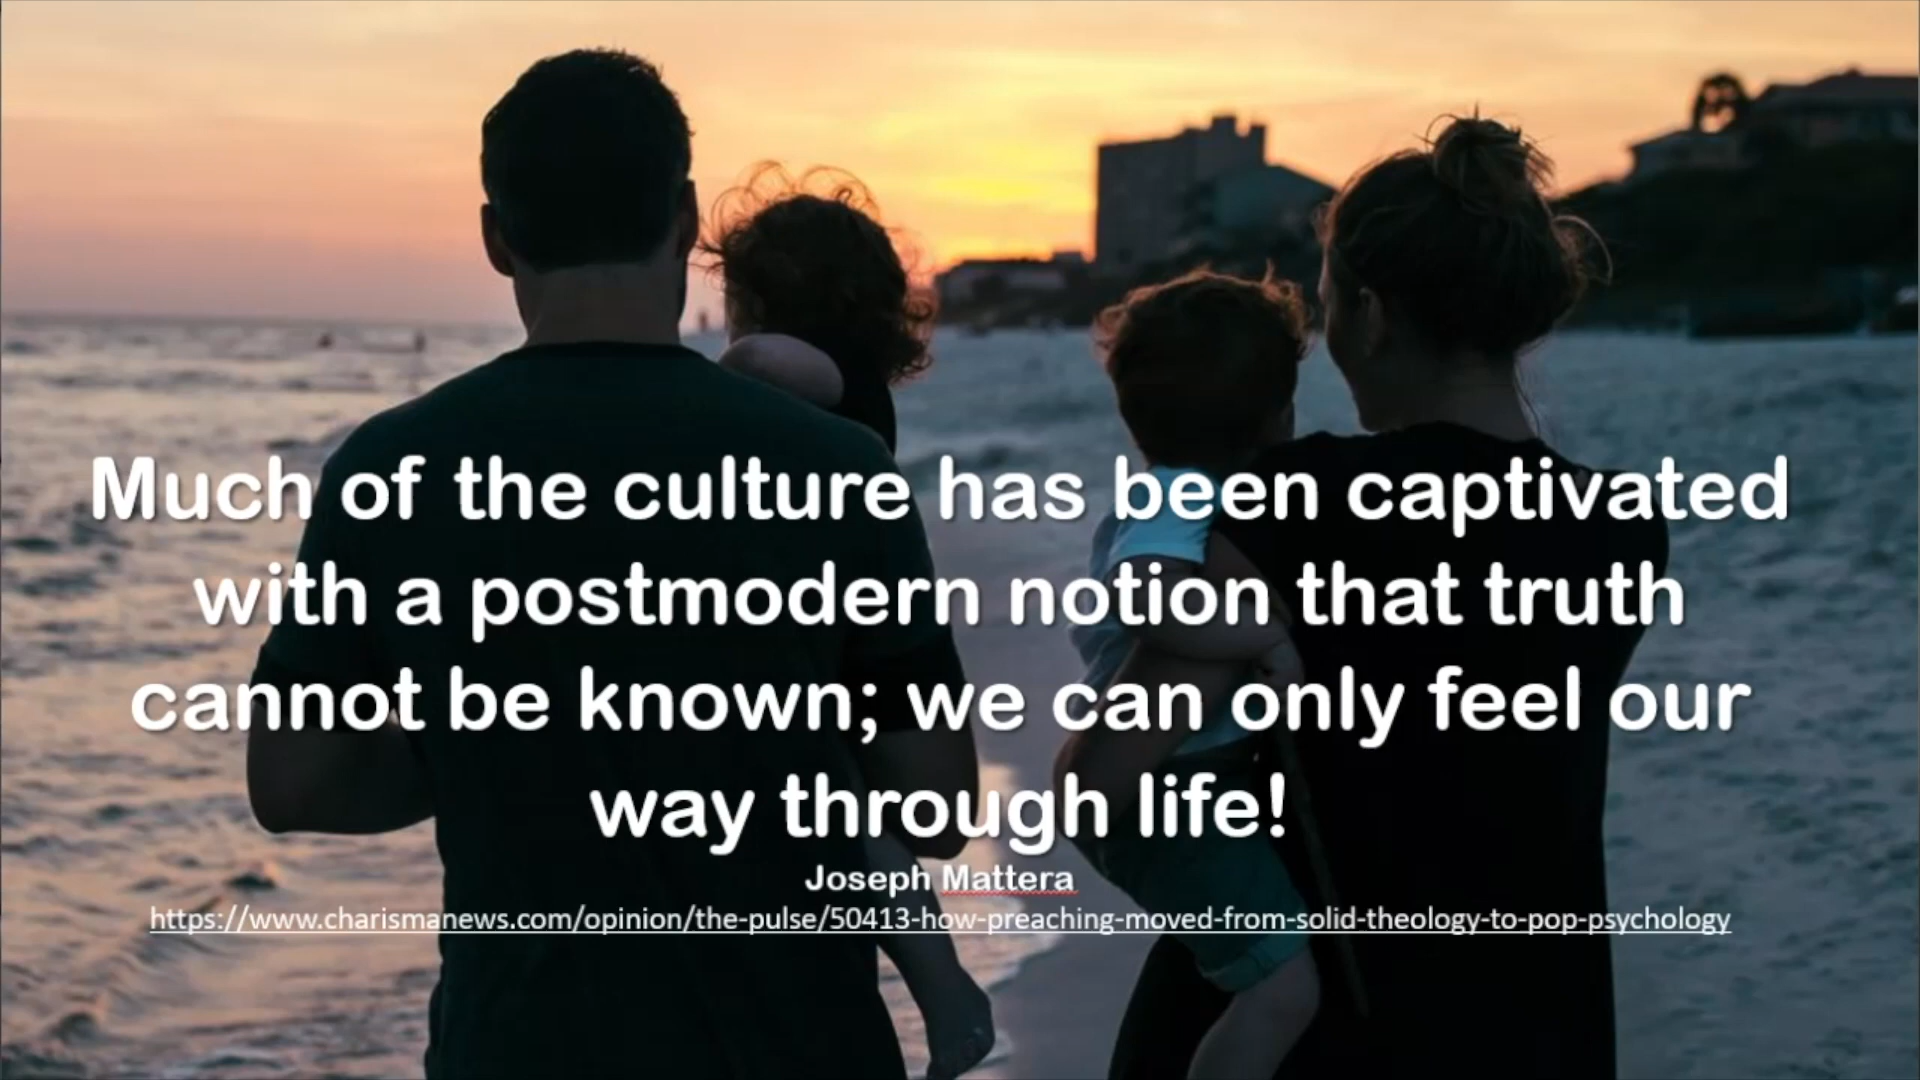 Much of the culture has been captivated
with a postmodern notion that truth
cannot be known; we can only feel our
way through life!
Joseph Mattera
https://www.charismanews.com/opinion/the-pulse/50413-how-preaching-moved-from-solid-theology-to-pop-psychology